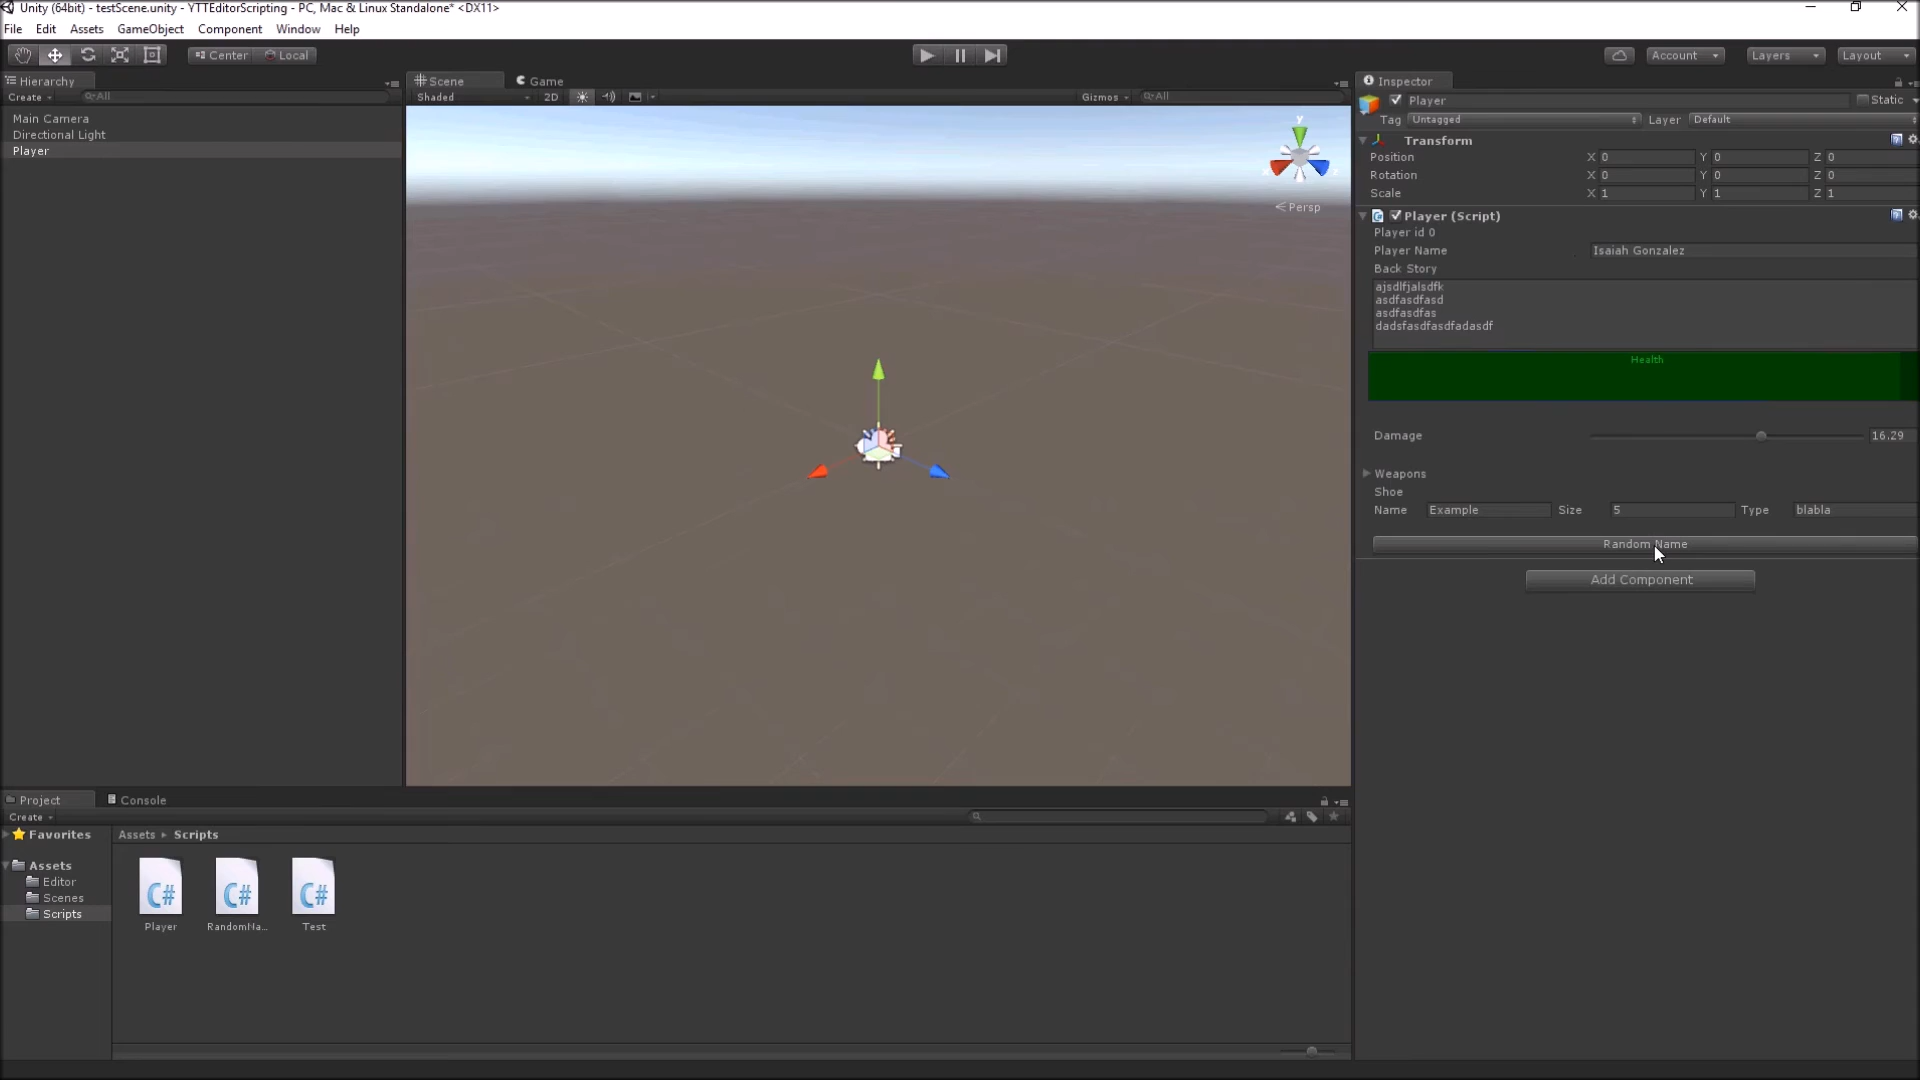 Unity (64bit) - testScene.unity - YTTEditorScripting - PC, Mac & Linux Standalone* <DX11>
File Edit Assets GameObject Component Window Help
Center Local
Account Layers Layout
Hierarchy
Create All
Main Camera
Directional Light
Player
Scene Game
Shaded 2D Gizmos All
y
x z
Persp
Inspector
Player Static
Tag Untagged Layer Default
Transform
Position X 0 Y 0 Z 0
Rotation X 0 Y 0 Z 0
Scale X 1 Y 1 Z 1
Player (Script)
Player id 0
Player Name Isaiah Gonzalez
Back Story
ajsdlfjalsdfk
asdfasdfasd
asdfasdfas
dadsfasdfasdfadasdf
Health
Damage 16.29
Weapons
Shoe
Name Example Size 5 Type blabla
Random Name
Add Component
Project Console
Create
Favorites
Assets
Editor
Scenes
Scripts
Assets Scripts
C# C# C#
Player RandomNa... Test